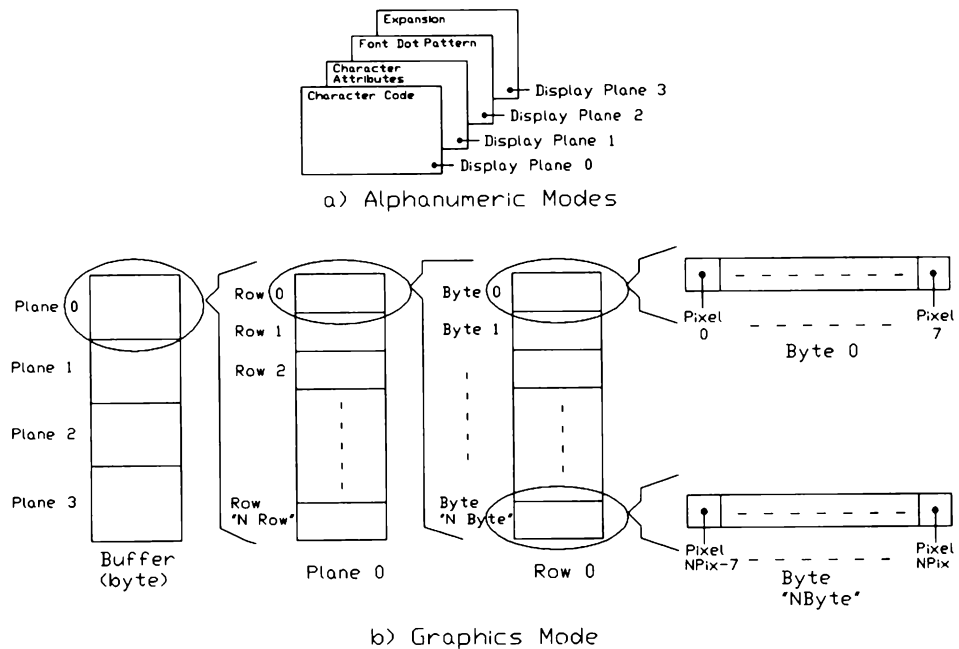 Expansion
Font Dot Pattern
Character
Attributes
Character Code
Display Plane 3
Display Plane 2
Display Plane 1
Display Plane 0
a) Alphanumeric Modes
Plane 0
Plane 1
Plane 2
Plane 3
Buffer
(byte)
Row 0
Row 1
Row 2
Row
"N Row"
Plane 0
Byte 0
Byte 1
Byte
"N Byte"
Row 0
Pixel
0
Pixel
7
Byte 0
Pixel
NPix-7
Pixel
NPix
Byte
"NByte"
b) Graphics Mode